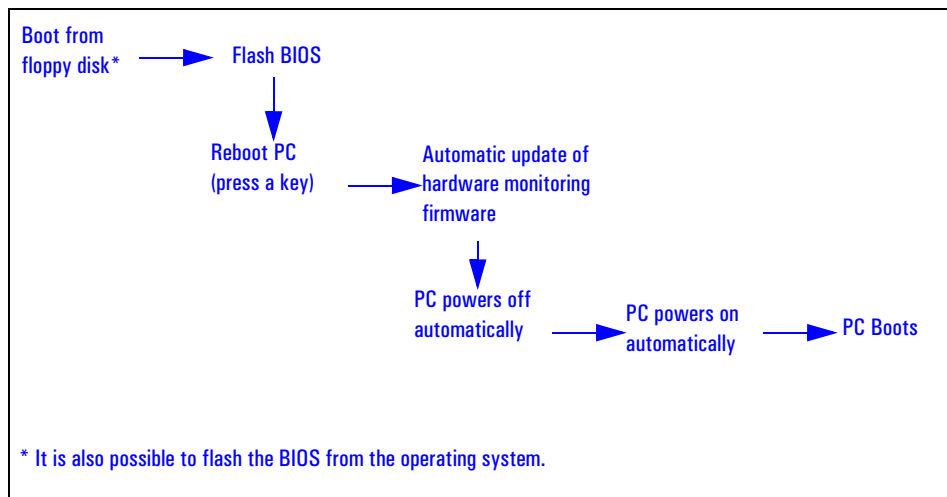 Boot from
floppy disk*
Flash BIOS
Reboot PC
(press a key)
Automatic update of
hardware monitoring
firmware
PC powers off
automatically
PC powers on
automatically
PC Boots
* It is also possible to flash the BIOS from the operating system.